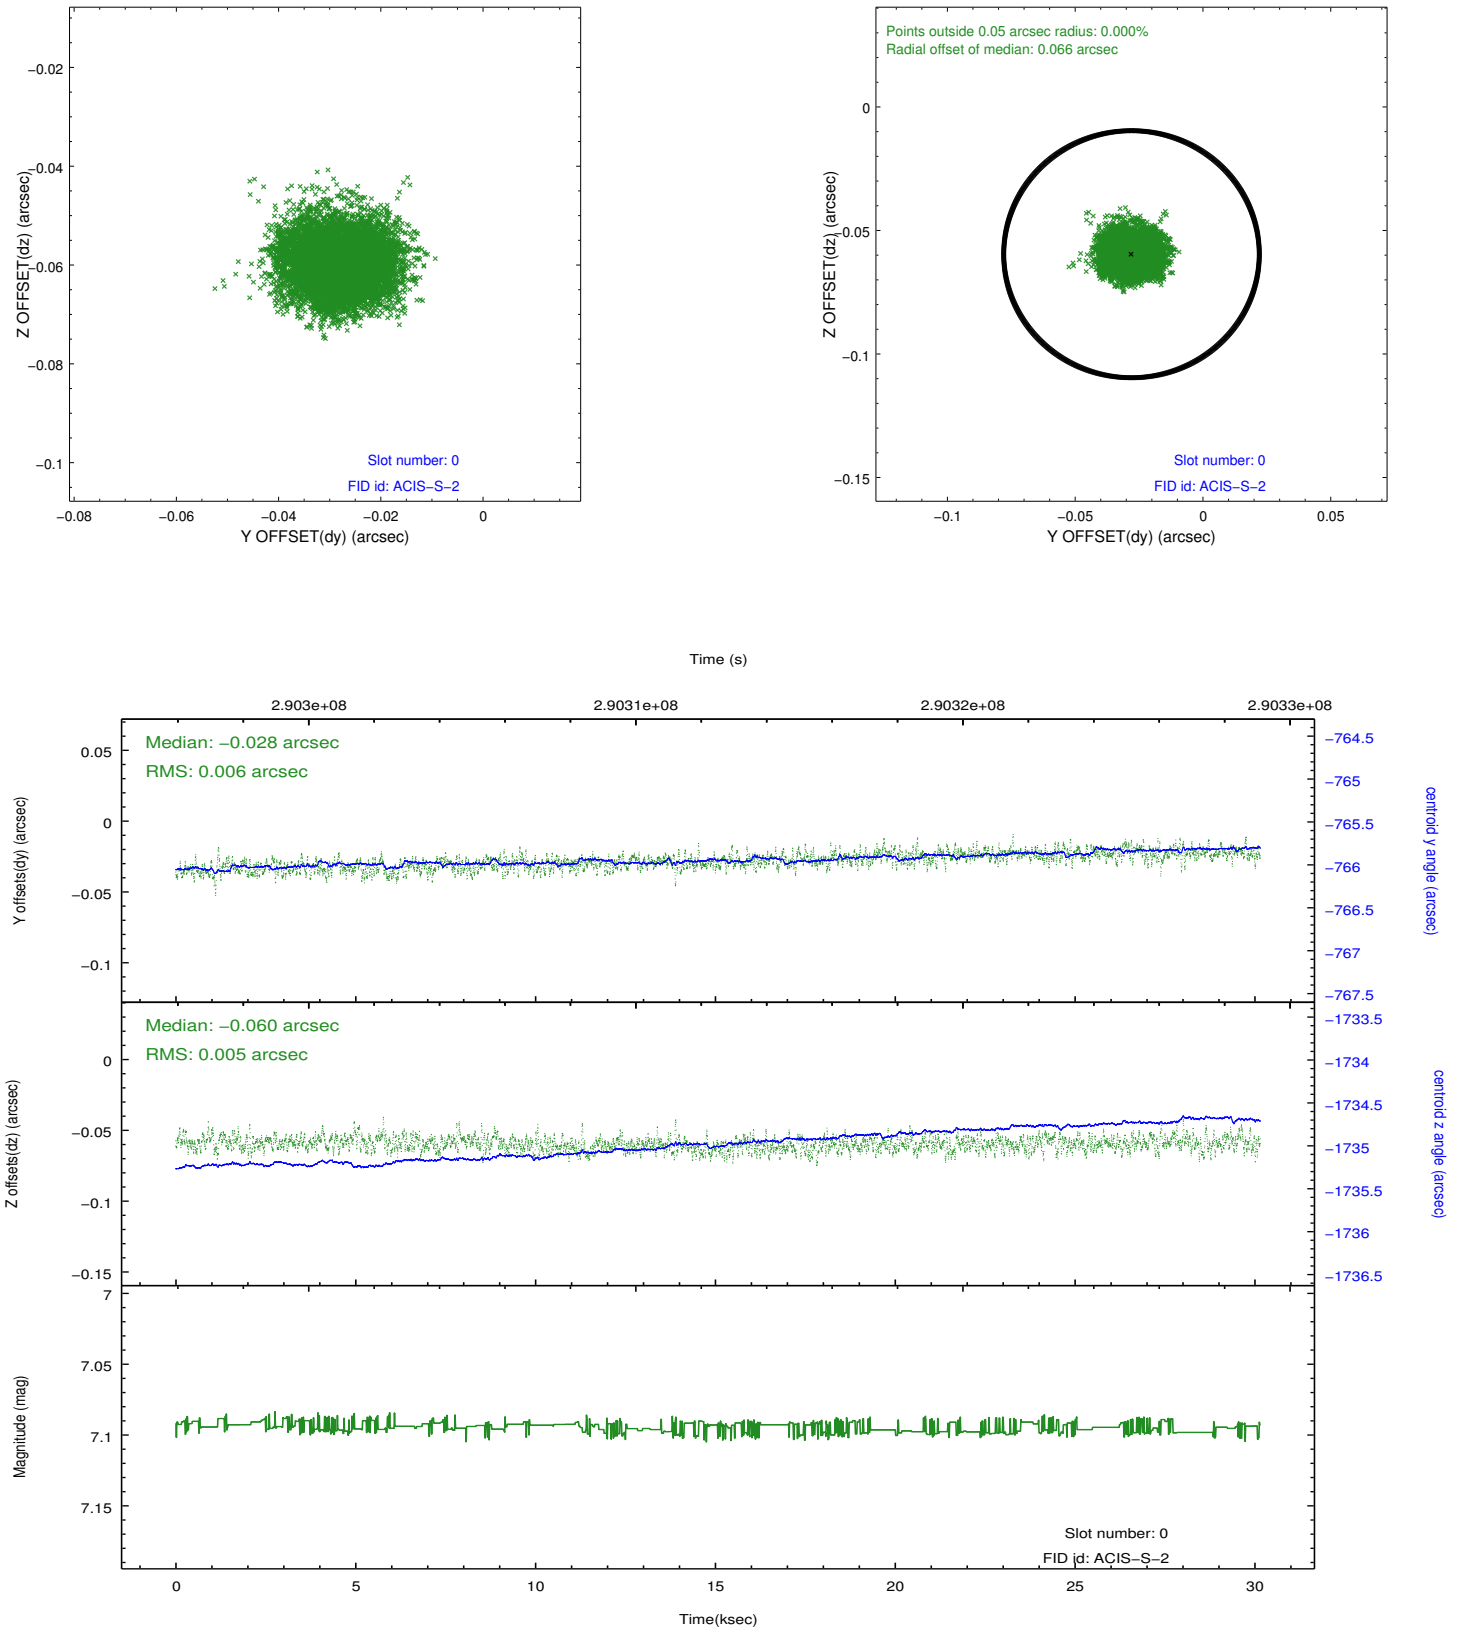 −0.02
−0.04
−0.06
−0.08
−0.1
Z OFFSET(dz) (arcsec)
Slot number: 0
FID id: ACIS−S−2
−0.08
−0.06
−0.04
−0.02
0
Y OFFSET(dy) (arcsec)
Points outside 0.05 arcsec radius: 0.000%
Radial offset of median: 0.066 arcsec
0
−0.05
−0.1
−0.15
Z OFFSET(dz) (arcsec)
Slot number: 0
FID id: ACIS−S−2
−0.1
−0.05
0
0.05
Y OFFSET(dy) (arcsec)
Time (s)
2.903e+08
2.9031e+08
2.9032e+08
2.9033e+08
Median: −0.028 arcsec
RMS: 0.006 arcsec
0.05
0
−0.05
−0.1
Y offsets(dy) (arcsec)
−764.5
−765
−765.5
−766
−766.5
−767
−767.5
centroid y angle (arcsec)
Median: −0.060 arcsec
RMS: 0.005 arcsec
0
−0.05
−0.1
−0.15
Z offsets(dz) (arcsec)
−1733.5
−1734
−1734.5
−1735
−1735.5
−1736
−1736.5
centroid z angle (arcsec)
7
7.05
7.1
7.15
Magnitude (mag)
Slot number: 0
FID id: ACIS−S−2
0
5
10
15
20
25
30
Time(ksec)